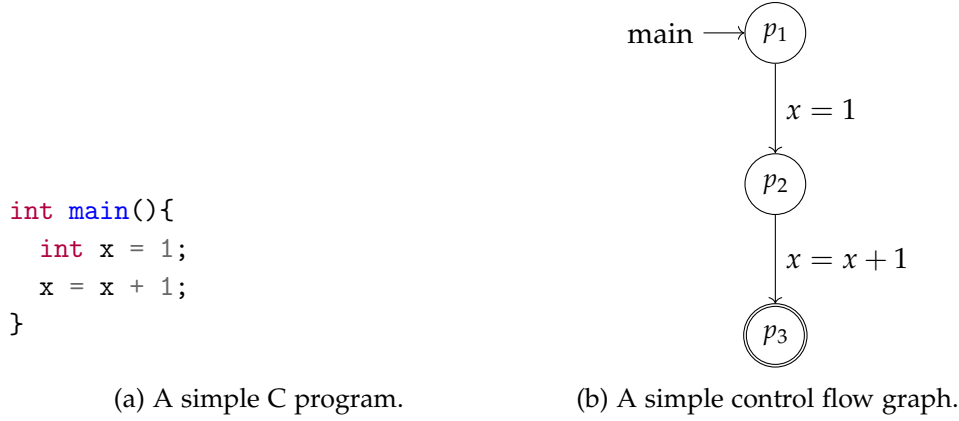 int main(){
  int x = 1;
  x = x + 1;
}
(a) A simple C program.
main
p₁
x = 1
p₂
x = x + 1
p₃
(b) A simple control flow graph.